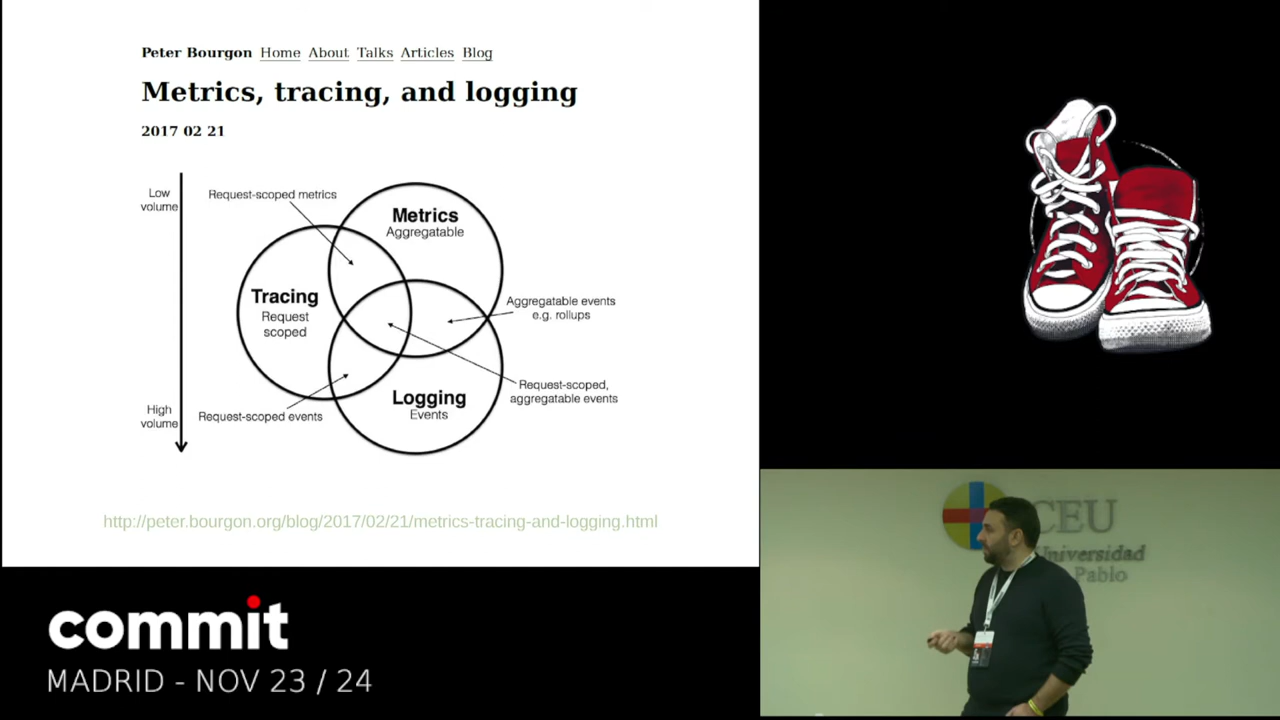 Peter Bourgon Home About Talks Articles Blog
Metrics, tracing, and logging
2017 02 21
Low
volume
Request-scoped metrics
Metrics
Aggregatable
Tracing
Request
scoped
Aggregatable events
e.g. rollups
Request-scoped,
aggregatable events
Logging
Events
High
volume
Request-scoped events
http://peter.bourgon.org/blog/2017/02/21/metrics-tracing-and-logging.html
commit
MADRID - NOV 23 / 24
CEU
Universidad
Pablo